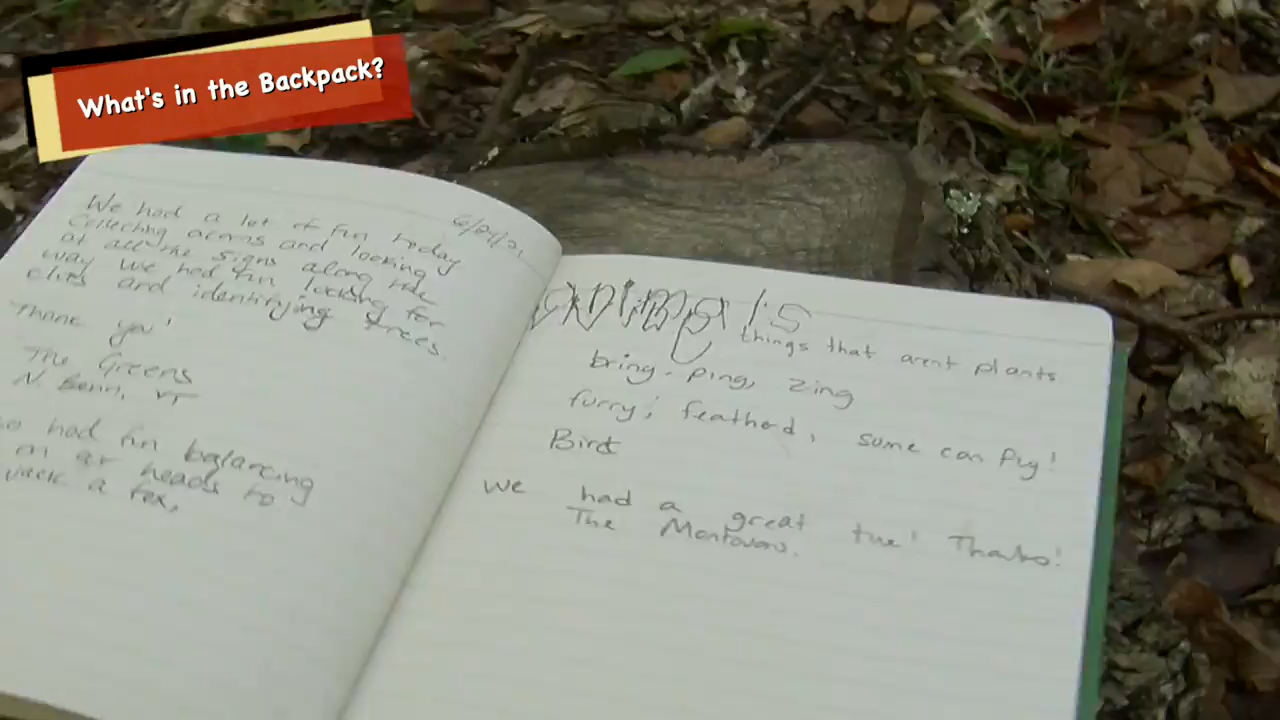 What's in the Backpack?
We had a lot of fun today
collecting acorns and looking
at all the signs along the
way. We had fun looking for
clues and identifying trees.
Thank you!
The Greens
N. Benn, VT
had fun balancing
on our heads to
a fox,
animals
things that arent plants
bring, ping, zing
furry, featherd, some can fly!
Bird
we had a great time! Thanks!
The